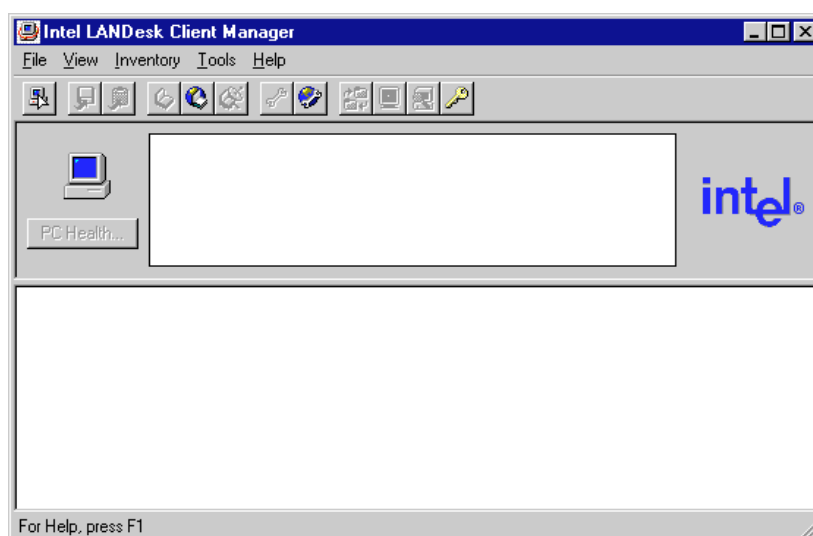 Intel LANDesk Client Manager
File View Inventory Tools Help
PC Health...
intel®
For Help, press F1